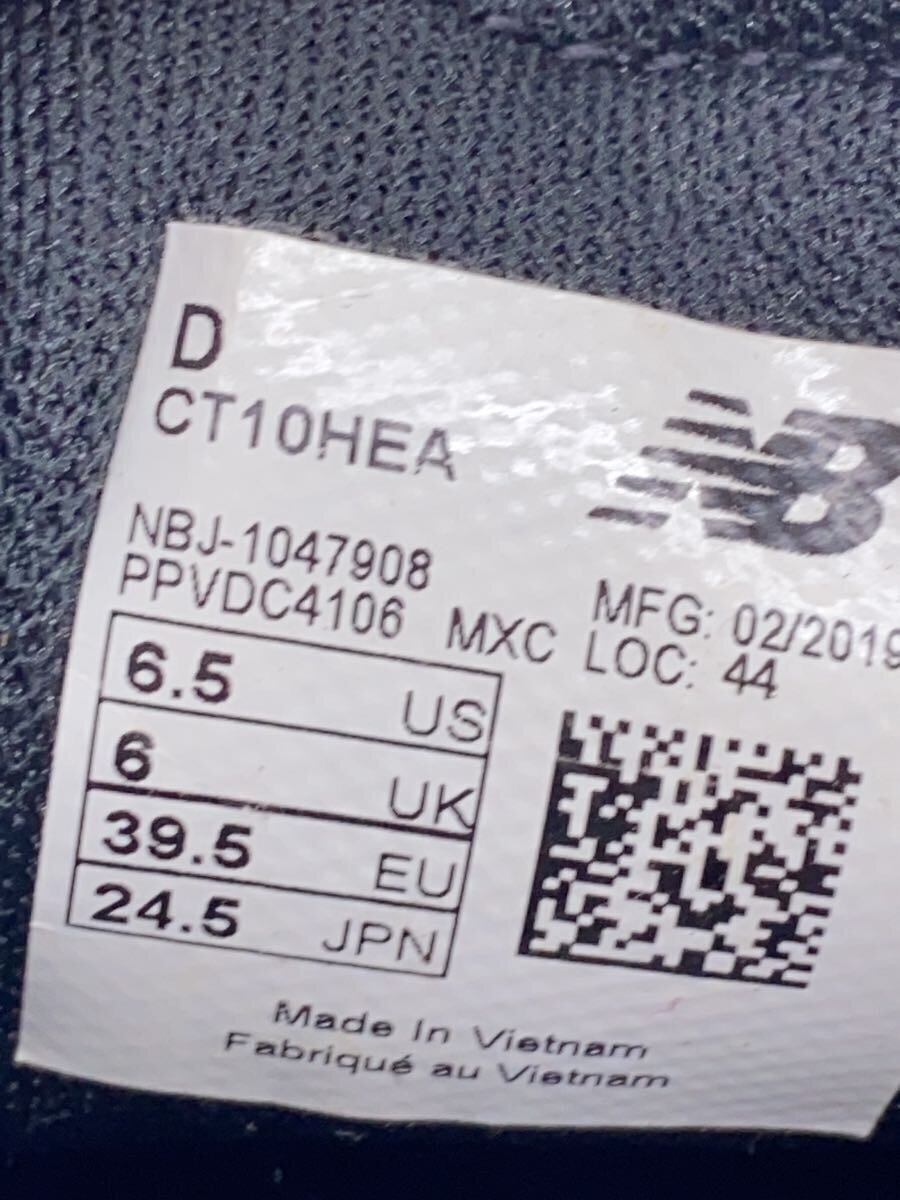 D
CT10HEA
NB
NBJ-1047908
PPVDC4106 MXC
MFG: 02/2019
LOC: 44
6.5 US
6 UK
39.5 EU
24.5 JPN
Made In Vietnam
Fabriqué au Vietnam